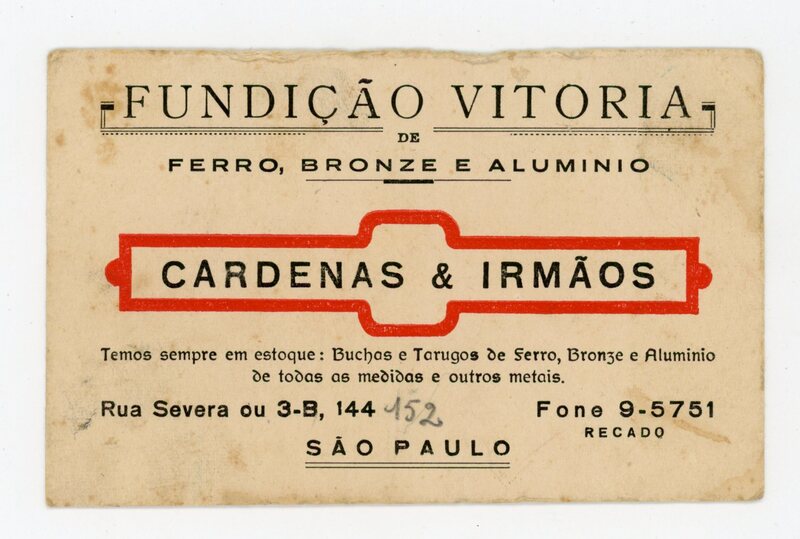 FUNDIÇÃO VITORIA
DE
FERRO, BRONZE E ALUMINIO
CARDENAS & IRMÃOS
Temos sempre em estoque: Buchas e Tarugos de Ferro, Bronze e Aluminio
de todas as medidas e outros metais.
Rua Severa ou 3-B, 144 152 Fone 9-5751
RECADO
SÃO PAULO